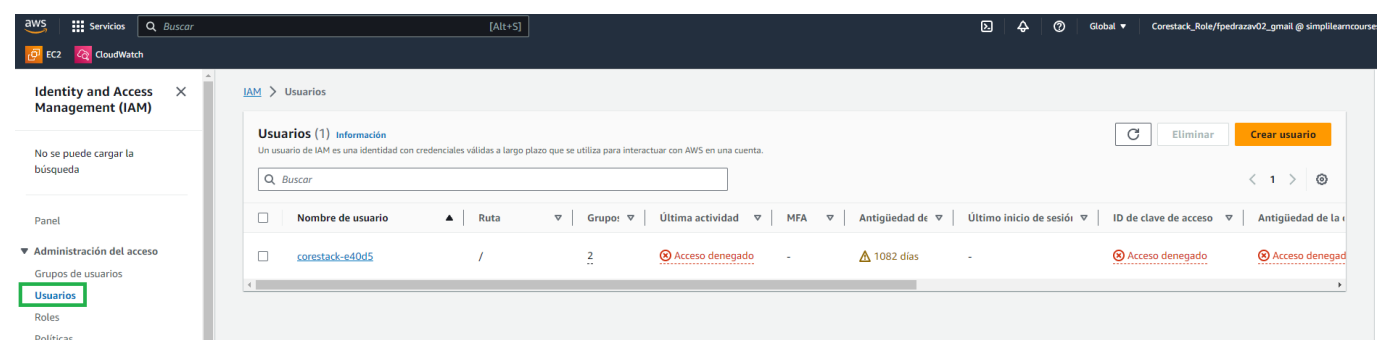 aws Servicios Buscar [Alt+S] Global ▼ Corestack_Role/fpedrazav02_gmail @ simplilearncourse
EC2 CloudWatch
Identity and Access Management (IAM)
No se puede cargar la
búsqueda
Panel
Administración del acceso
Grupos de usuarios
Usuarios
Roles
Políticas
IAM > Usuarios
Usuarios (1) Información
Un usuario de IAM es una identidad con credenciales válidas a largo plazo que se utiliza para interactuar con AWS en una cuenta.
Eliminar Crear usuario
Buscar
1
Nombre de usuario Ruta Grupos Última actividad MFA Antigüedad de Último inicio de sesión ID de clave de acceso Antigüedad de la
corestack-e40d5 / 2 Acceso denegado - 1082 días - Acceso denegado Acceso denegad